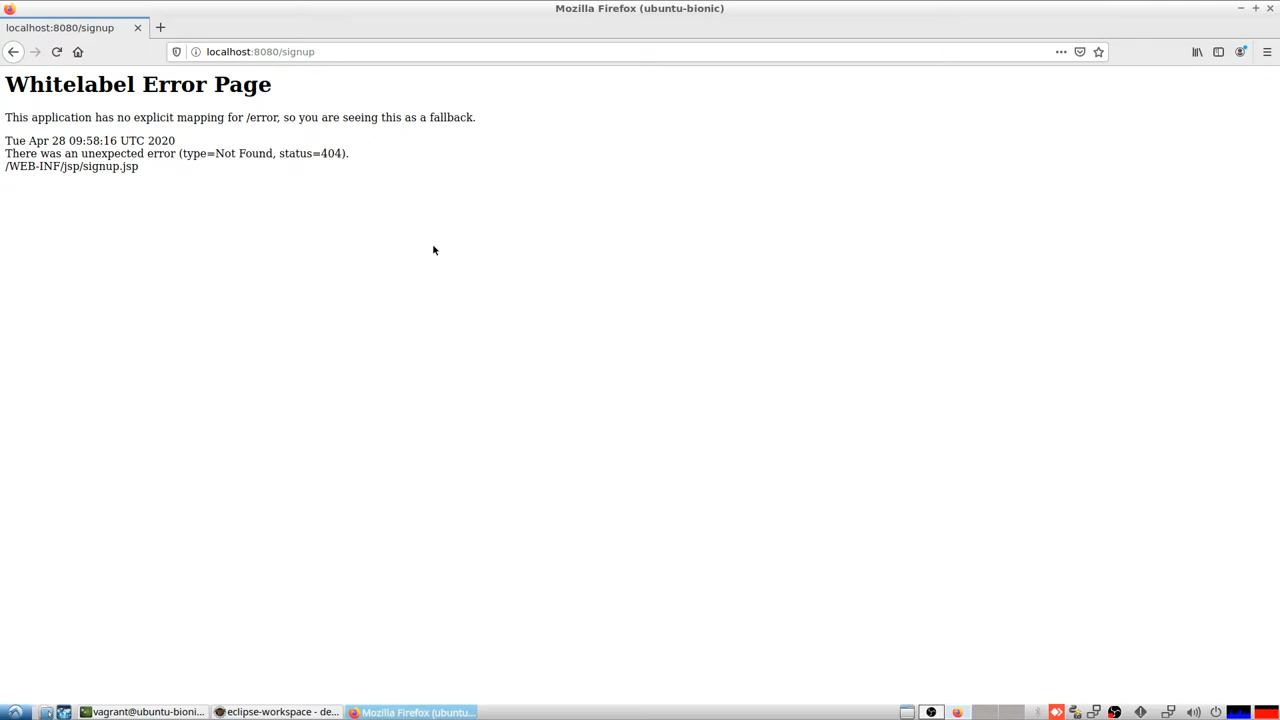 Mozilla Firefox (ubuntu-bionic)
localhost:8080/signup
localhost:8080/signup
Whitelabel Error Page
This application has no explicit mapping for /error, so you are seeing this as a fallback.
Tue Apr 28 09:58:16 UTC 2020
There was an unexpected error (type=Not Found, status=404).
/WEB-INF/jsp/signup.jsp
vagrant@ubuntu-bioni... eclipse-workspace - de... Mozilla Firefox (ubuntu...